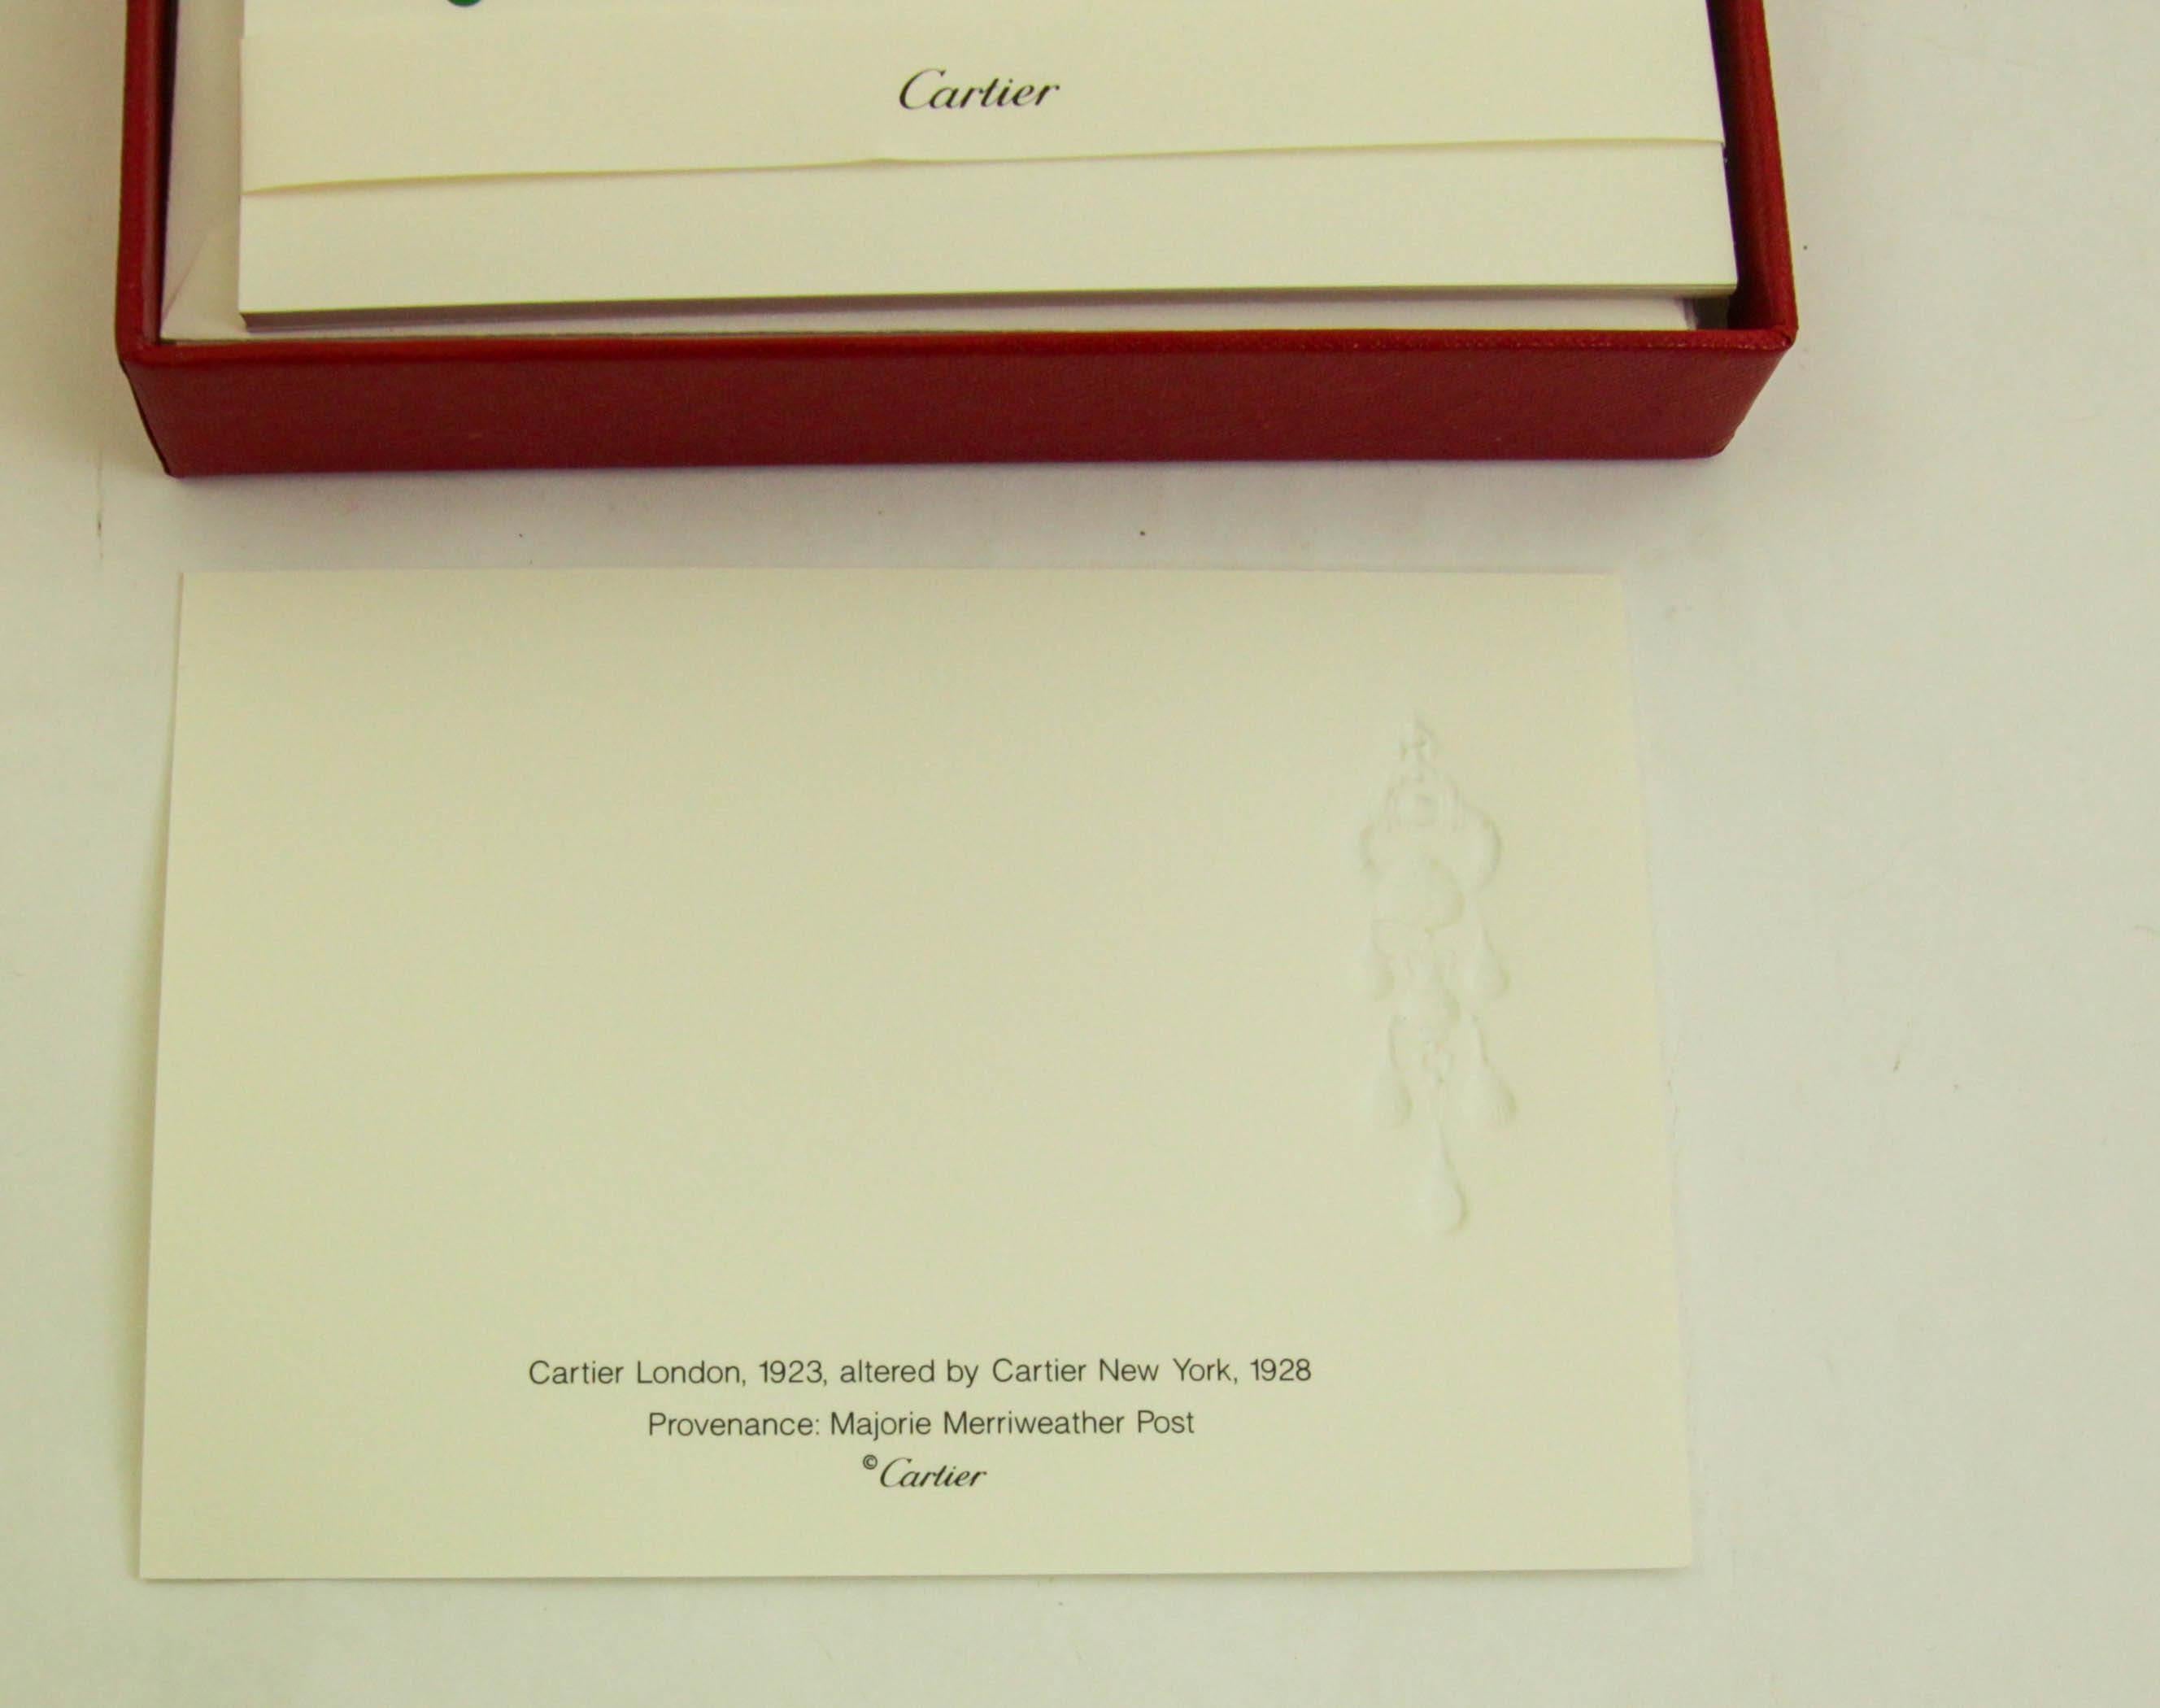 Cartier
Cartier London, 1923, altered by Cartier New York, 1928
Provenance: Majorie Merriweather Post
©Cartier